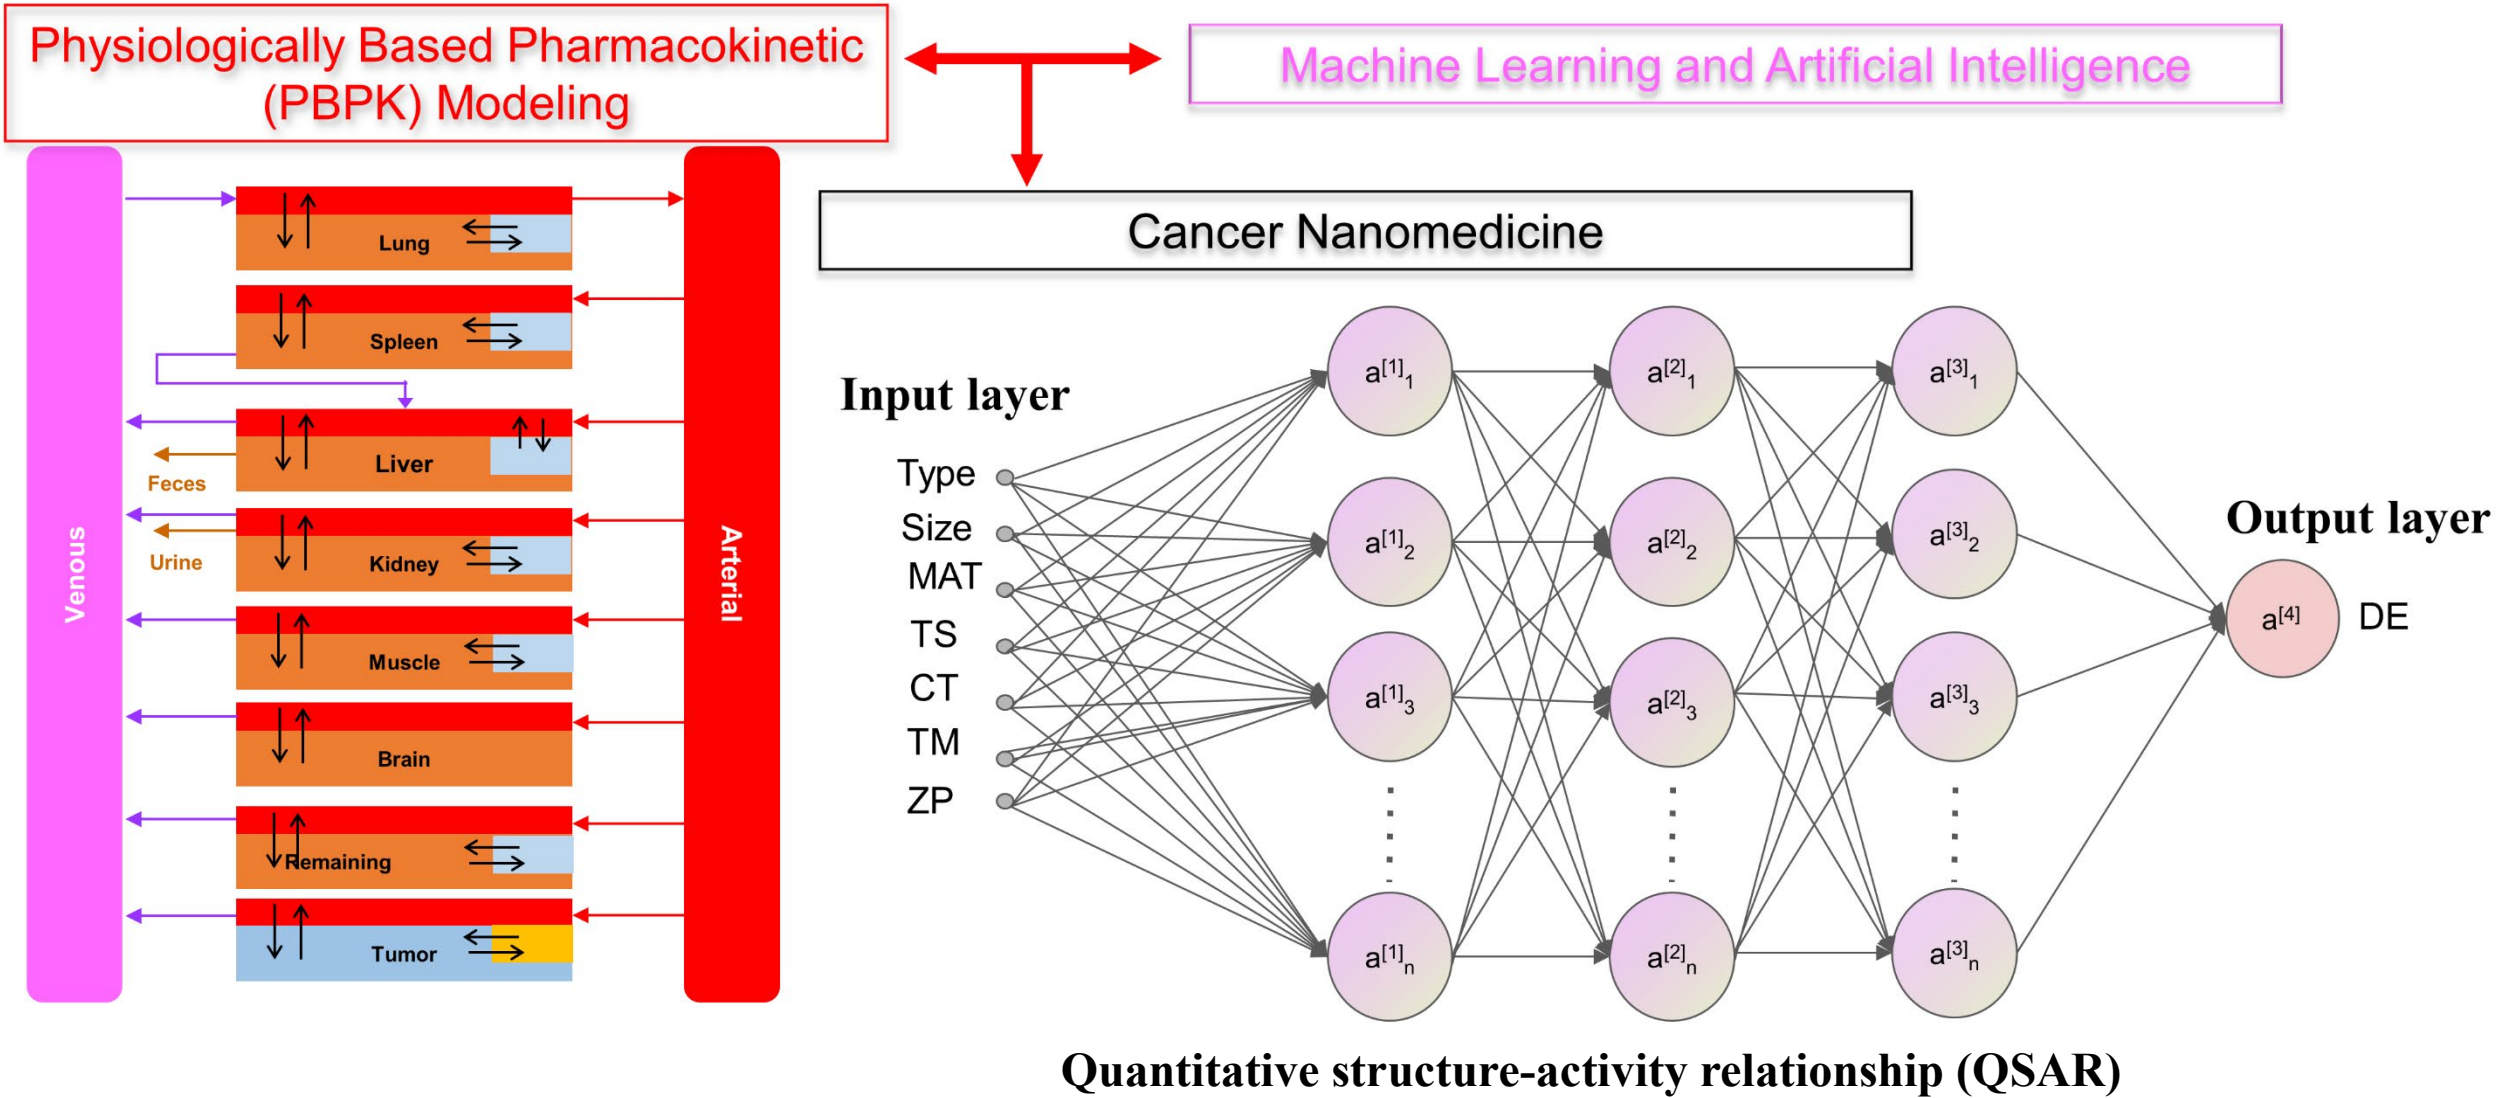 Physiologically Based Pharmacokinetic
(PBPK) Modeling
Machine Learning and Artificial Intelligence
Cancer Nanomedicine
Venous
Arterial
Lung
Spleen
Liver
Feces
Kidney
Urine
Muscle
Brain
Remaining
Tumor
Input layer
Type
Size
MAT
TS
CT
TM
ZP
a[1]1
a[2]1
a[3]1
a[1]2
a[2]2
a[3]2
a[1]3
a[2]3
a[3]3
a[1]n
a[2]n
a[3]n
Output layer
a[4]
DE
Quantitative structure-activity relationship (QSAR)